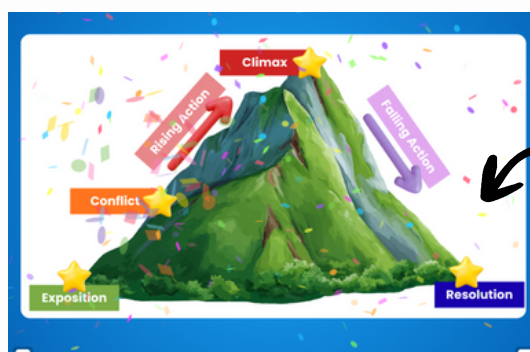 Climax
Rising Action
Falling Action
Conflict
Exposition
Resolution